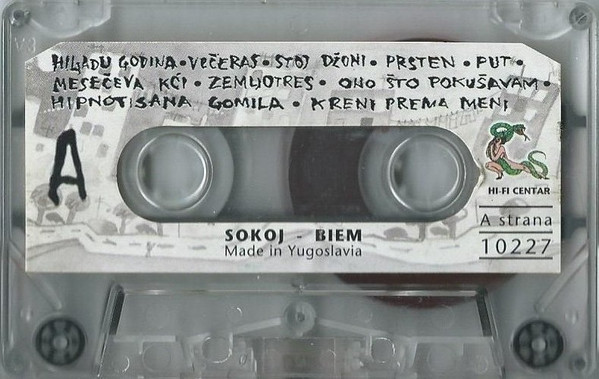 HILJADU GODINA • VEČERAS • STOJ DŽONI • PRSTEN • PUT •
MESEČEVA KĆI • ZEMLJOTRES • ONO ŠTO POKUŠAVAM •
HIPNOTISANA GOMILA • KRENI PREMA MENI
A
HI-FI CENTAR
A strana
10227
SOKOJ - BIEM
Made in Yugoslavia